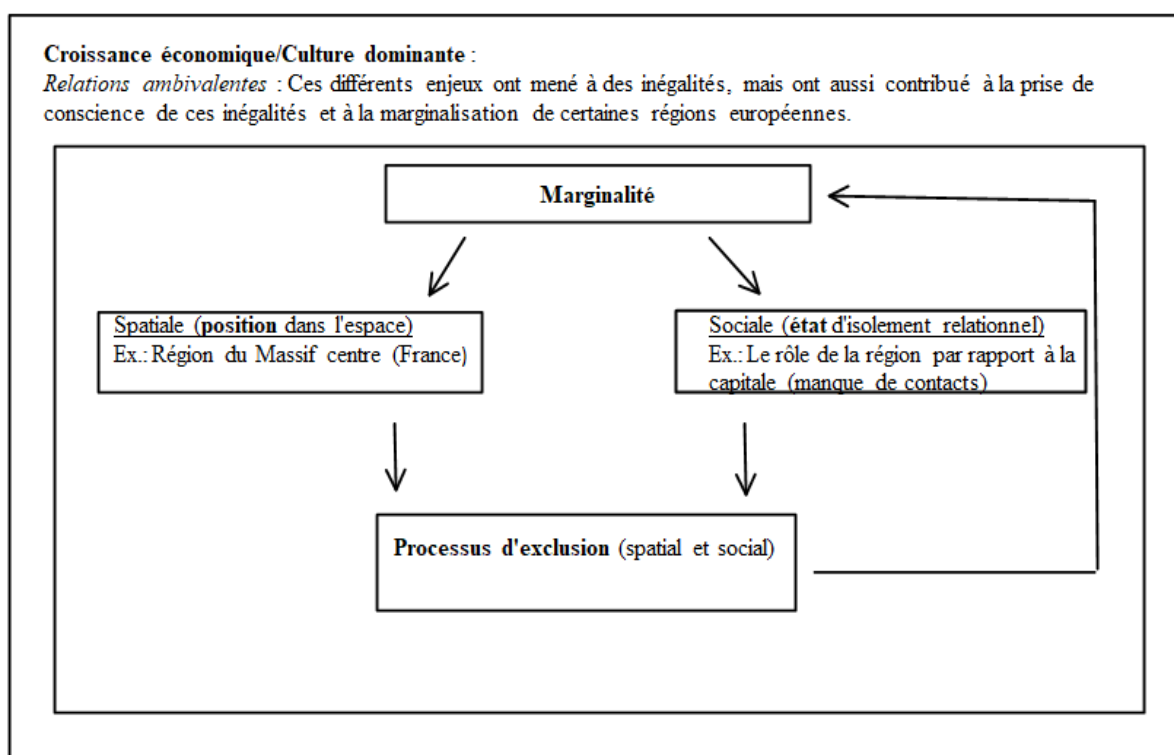 Croissance économique/Culture dominante :
Relations ambivalentes : Ces différents enjeux ont mené à des inégalités, mais ont aussi contribué à la prise de
conscience de ces inégalités et à la marginalisation de certaines régions européennes.
Marginalité
Spatiale (position dans l'espace)
Ex.: Région du Massif centre (France)
Sociale (état d'isolement relationnel)
Ex.: Le rôle de la région par rapport à la
capitale (manque de contacts)
Processus d'exclusion (spatial et social)